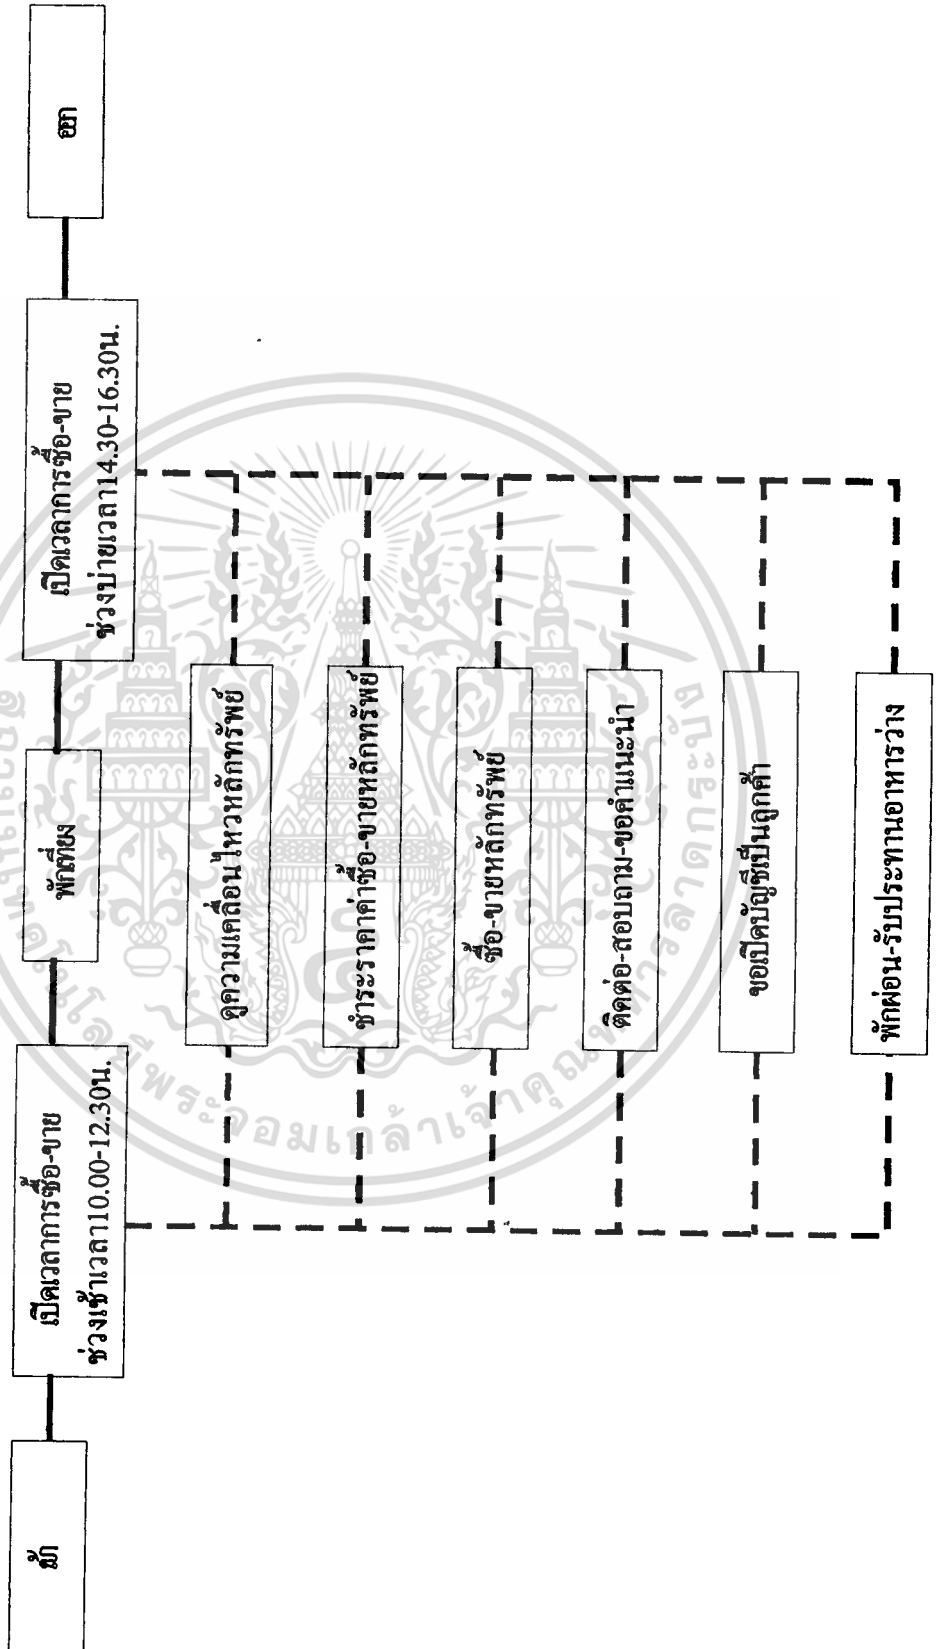 เข้า
เปิดเวลาการซื้อ-ขาย
ช่วงเช้าเวลา10.00-12.30น.
พักเที่ยง
เปิดเวลาการซื้อ-ขาย
ช่วงบ่ายเวลา14.30-16.30น.
ออก
ดูความเคลื่อนไหวหลักทรัพย์
ชำระราคาค่าซื้อ-ขายหลักทรัพย์
ซื้อ-ขายหลักทรัพย์
ติดต่อ-สอบถาม-ขอคำแนะนำ
ขอเปิดบัญชีเป็นลูกค้า
พักผ่อน-รับประทานอาหารว่าง